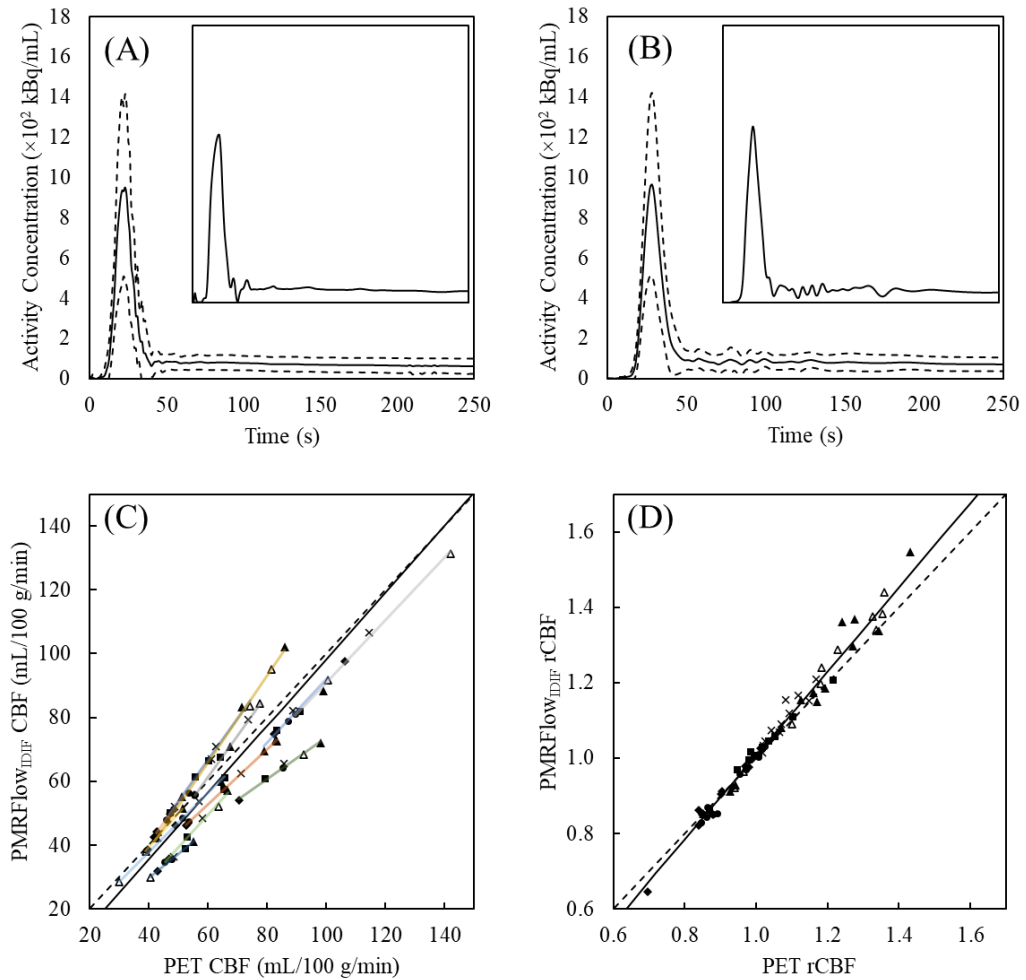 (A)
Activity Concentration (×10² kBq/mL)
18
16
14
12
10
8
6
4
2
0
0 50 100 150 200 250
Time (s)
(B)
Activity Concentration (×10² kBq/mL)
18
16
14
12
10
8
6
4
2
0
0 50 100 150 200 250
Time (s)
(C)
PMRFlow_IDIF CBF (mL/100 g/min)
140
120
100
80
60
40
20
20 40 60 80 100 120 140
PET CBF (mL/100 g/min)
(D)
PMRFlow_IDIF rCBF
1.6
1.4
1.2
1.0
0.8
0.6
0.6 0.8 1.0 1.2 1.4 1.6
PET rCBF